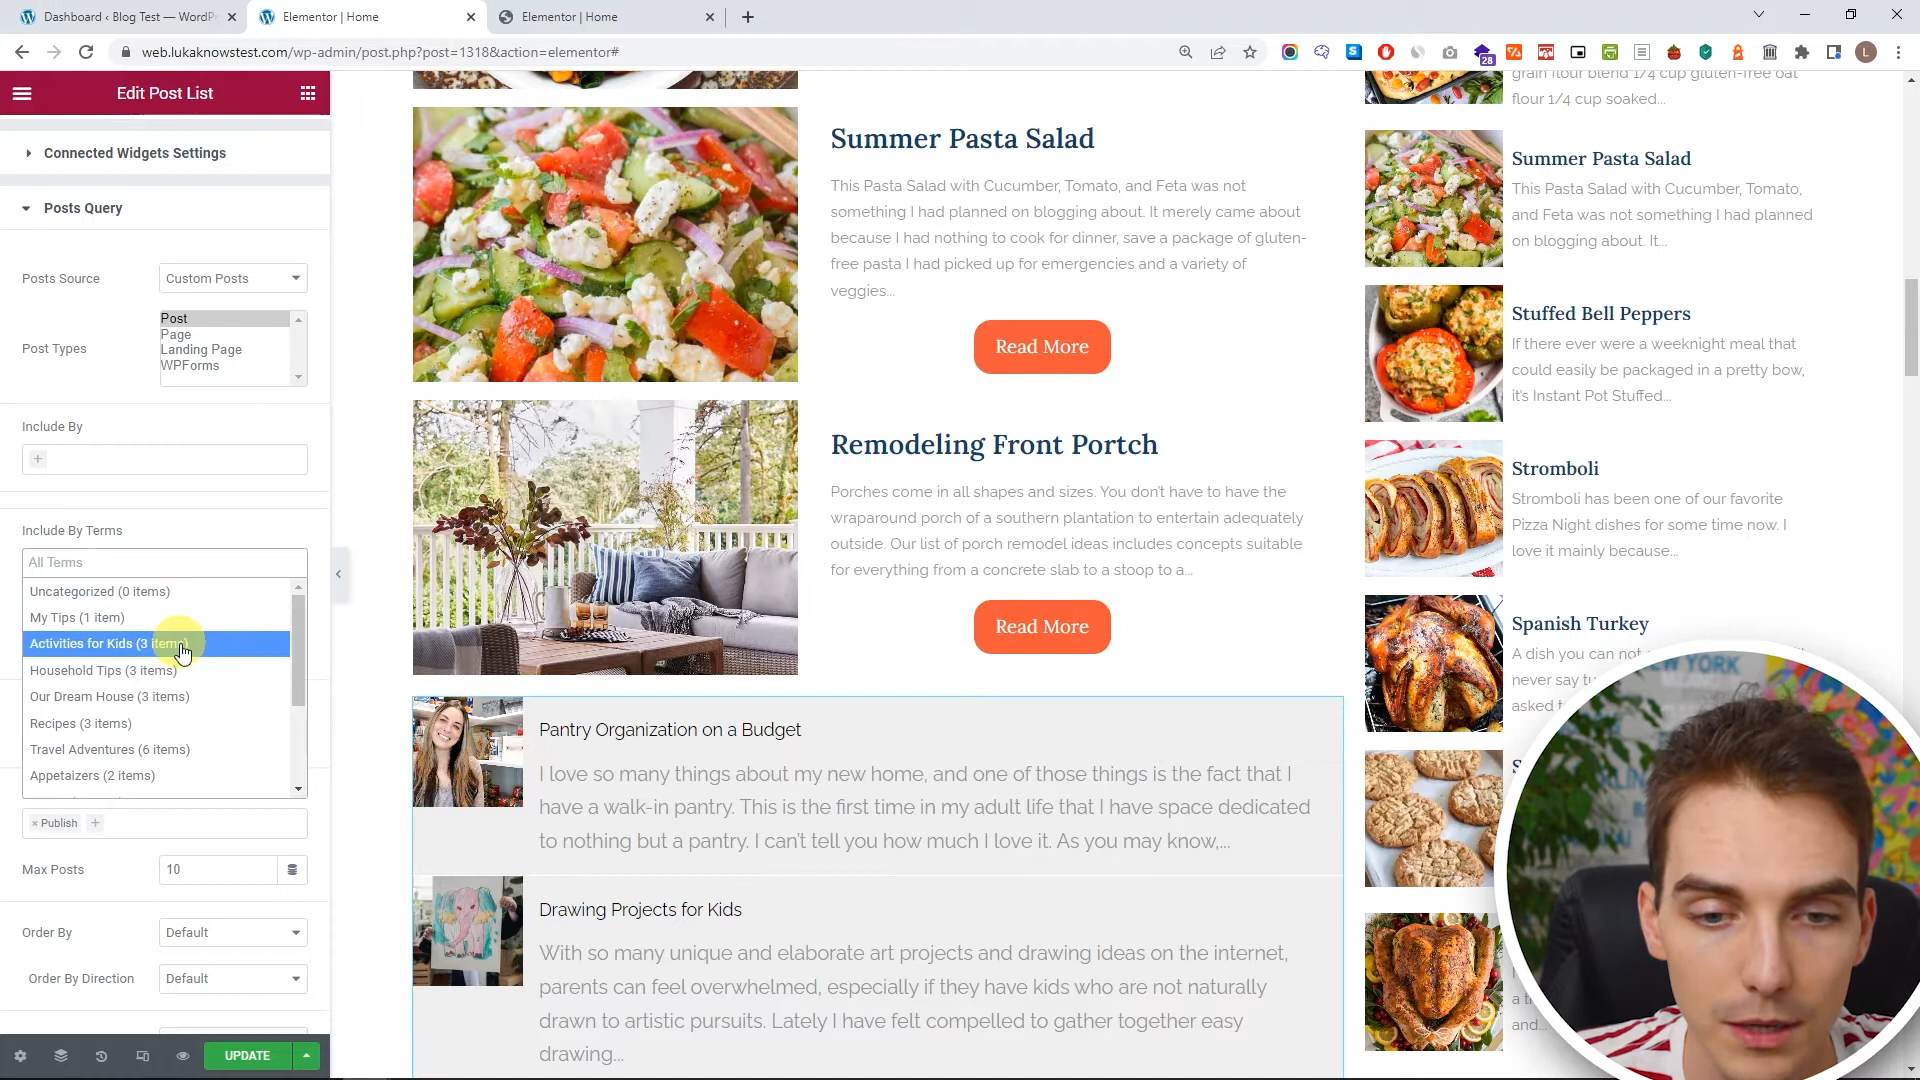 Dashboard ‹ Blog Test — WordPr
Elementor | Home
Elementor | Home
web.lukaknowstest.com/wp-admin/post.php?post=1318&action=elementor#
28
L
Edit Post List
Connected Widgets Settings
Posts Query
Posts Source
Custom Posts
Post Types
Post
Page
Landing Page
WPForms
Include By
+
Include By Terms
All Terms
Uncategorized (0 items)
My Tips (1 item)
Activities for Kids (3 items)
Household Tips (3 items)
Our Dream House (3 items)
Recipes (3 items)
Travel Adventures (6 items)
Appetaizers (2 items)
× Publish +
Max Posts
10
Order By
Default
Order By Direction
Default
UPDATE
Summer Pasta Salad
This Pasta Salad with Cucumber, Tomato, and Feta was not
something I had planned on blogging about. It merely came about
because I had nothing to cook for dinner, save a package of gluten-
free pasta I had picked up for emergencies and a variety of
veggies...
Read More
Remodeling Front Portch
Porches come in all shapes and sizes. You don't have to have the
wraparound porch of a southern plantation to entertain adequately
outside. Our list of porch remodel ideas includes concepts suitable
for everything from a concrete slab to a stoop to a...
Read More
Pantry Organization on a Budget
I love so many things about my new home, and one of those things is the fact that I
have a walk-in pantry. This is the first time in my adult life that I have space dedicated
to nothing but a pantry. I can't tell you how much I love it. As you may know,...
Drawing Projects for Kids
With so many unique and elaborate art projects and drawing ideas on the internet,
parents can feel overwhelmed, especially if they have kids who are not naturally
drawn to artistic pursuits. Lately I have felt compelled to gather together easy
drawing...
grain flour blend 1/4 cup gluten-free oat
flour 1/4 cup soaked...
Summer Pasta Salad
This Pasta Salad with Cucumber, Tomato,
and Feta was not something I had planned
on blogging about. It...
Stuffed Bell Peppers
If there ever were a weeknight meal that
could easily be packaged in a pretty bow,
it's Instant Pot Stuffed...
Stromboli
Stromboli has been one of our favorite
Pizza Night dishes for some time now. I
love it mainly because...
Spanish Turkey
A dish you can not
never say
asked
a
and...
NEW YORK